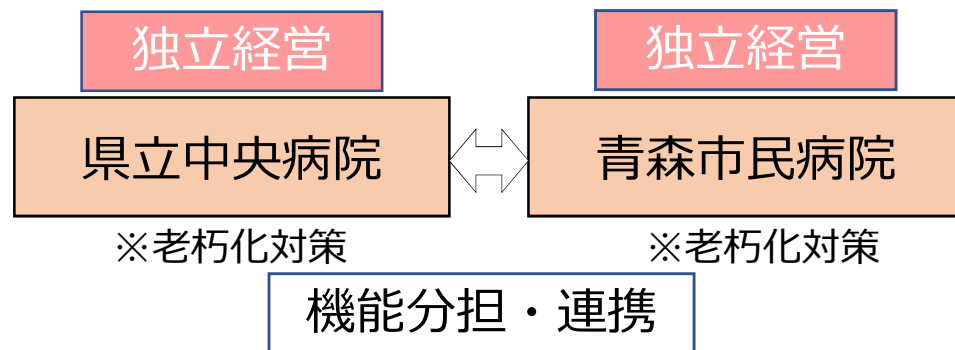 独立経営
独立経営
県立中央病院
青森市民病院
※老朽化対策
※老朽化対策
機能分担・連携